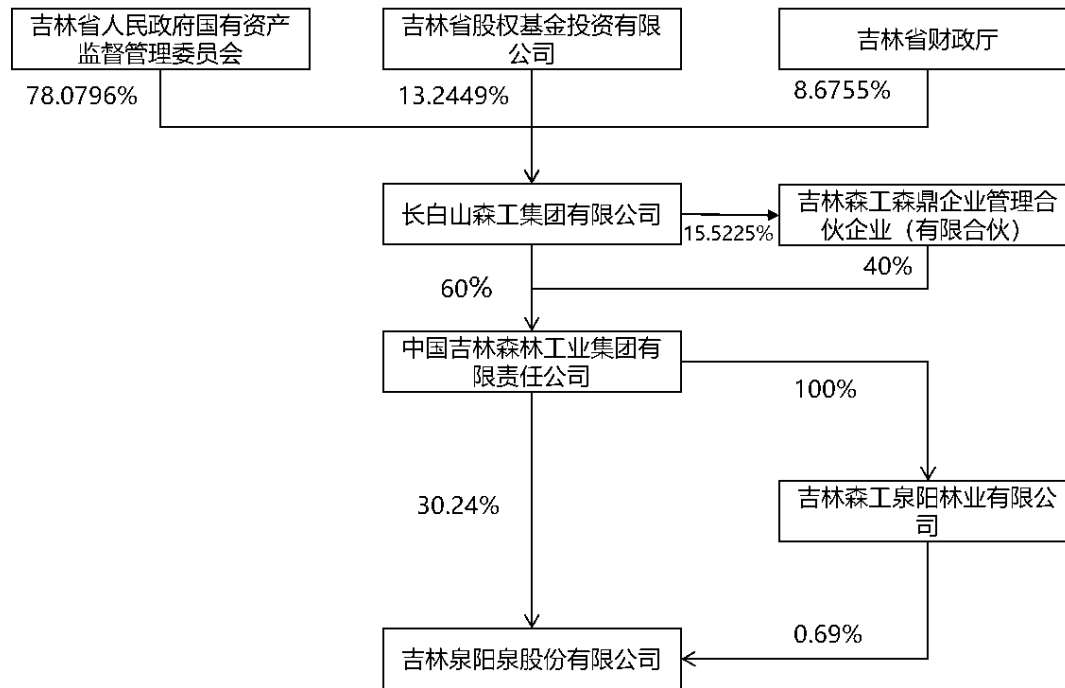 吉林省人民政府国有资产
监督管理委员会
吉林省股权基金投资有限
公司
吉林省财政厅
78.0796%
13.2449%
8.6755%
长白山森工集团有限公司
15.5225%
吉林森工森鼎企业管理合
伙企业（有限合伙）
60%
40%
中国吉林森林工业集团有
限责任公司
100%
30.24%
吉林森工泉阳林业有限公
司
0.69%
吉林泉阳泉股份有限公司